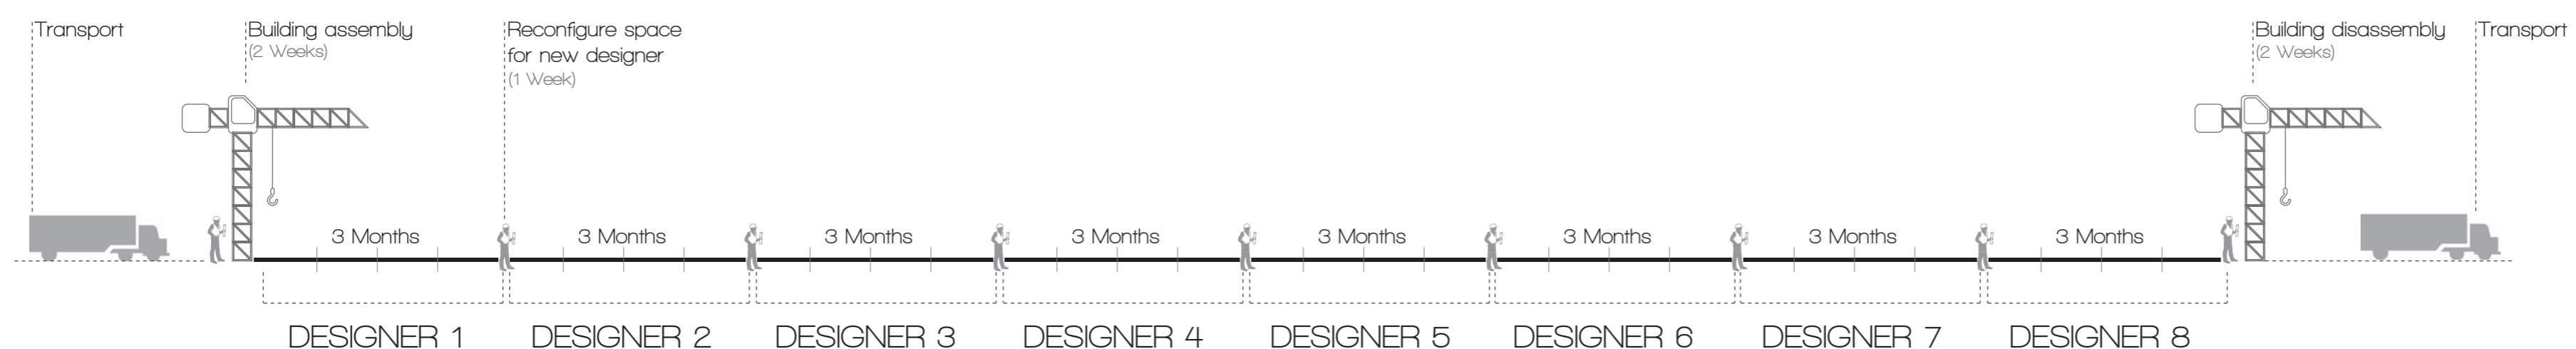 Transport
Building assembly
(2 Weeks)
Reconfigure space
for new designer
(1 Week)
Building disassembly
(2 Weeks)
Transport
3 Months
3 Months
3 Months
3 Months
3 Months
3 Months
3 Months
3 Months
DESIGNER 1
DESIGNER 2
DESIGNER 3
DESIGNER 4
DESIGNER 5
DESIGNER 6
DESIGNER 7
DESIGNER 8